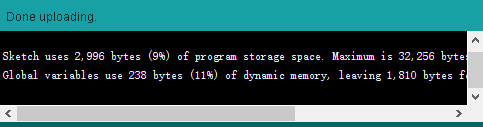 Done uploading.
Sketch uses 2,996 bytes (9%) of program storage space. Maximum is 32,256 bytes
Global variables use 238 bytes (11%) of dynamic memory, leaving 1,810 bytes